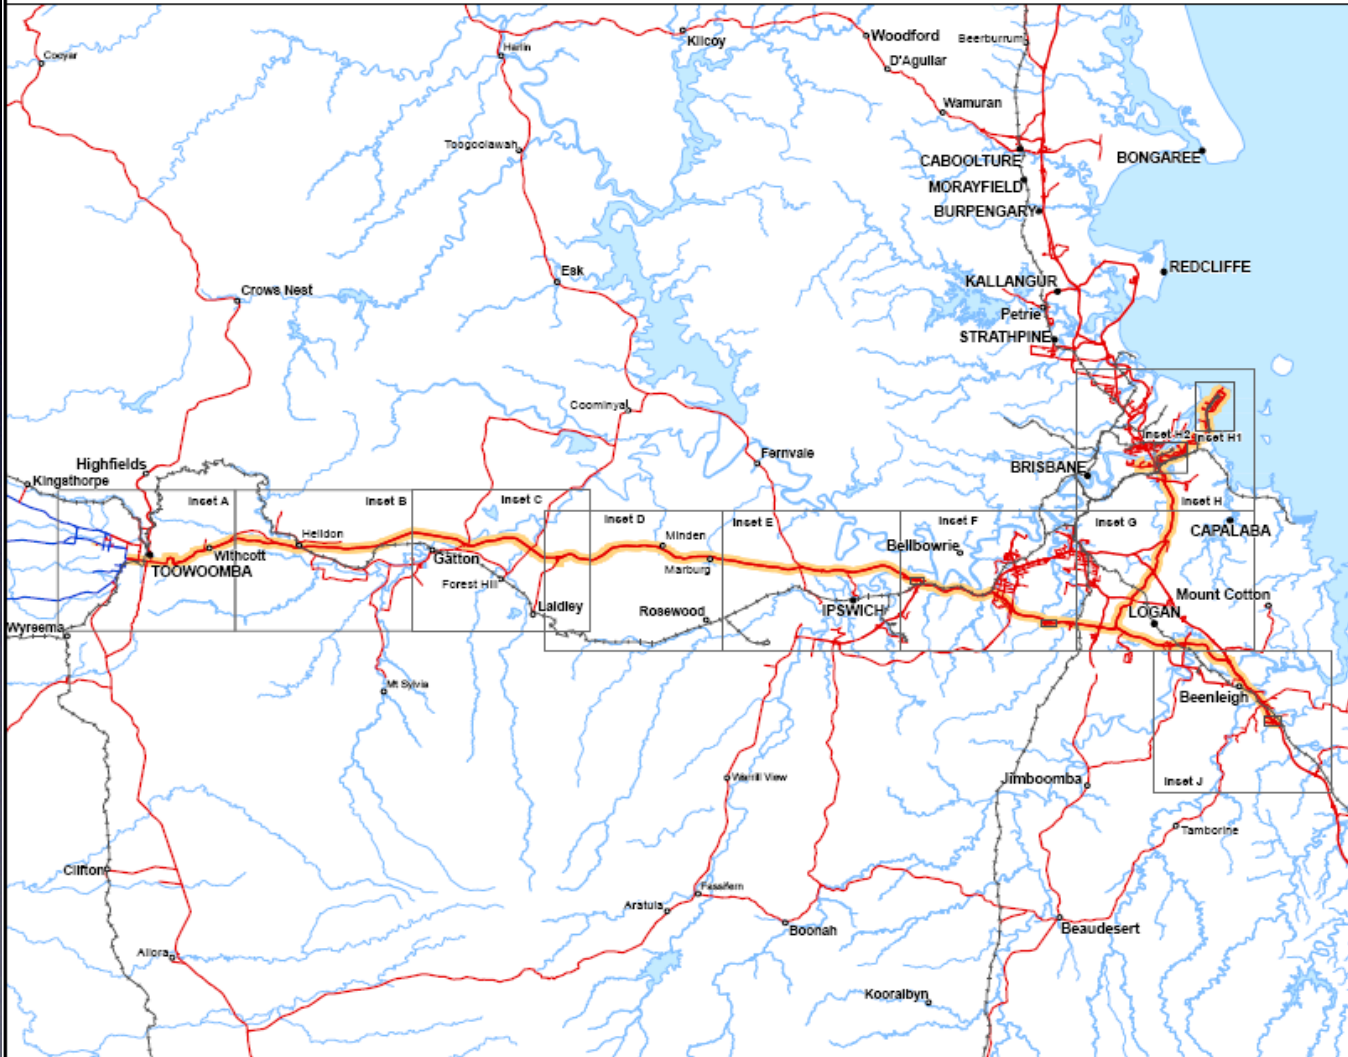 Woodford
Beerburrum
Kilcoy
Harlin
Cooyar
D'Aguilar
Wamuran
Toogoolawah
CABOOLTURE
BONGAREE
MORAYFIELD
BURPENGARY
Esk
REDCLIFFE
KALLANGUR
Crows Nest
Petrie
STRATHPINE
Coominya
Inset H2
Inset H1
Fernvale
Highfields
BRISBANE
Kingsthorpe
Inset A
Inset B
Inset C
Inset H
Inset D
Inset E
Inset F
Inset G
CAPALABA
Helidon
Minden
Bellbowrie
Withcott
Gatton
TOOWOOMBA
Marburg
Forest Hill
Mount Cotton
Laidley
Rosewood
IPSWICH
LOGAN
Wyreema
Mt Sylvia
Beenleigh
Warrill View
Jimboomba
Inset J
Tamborine
Clifton
Fassifern
Aratula
Boonah
Beaudesert
Allora
Kooralbyn